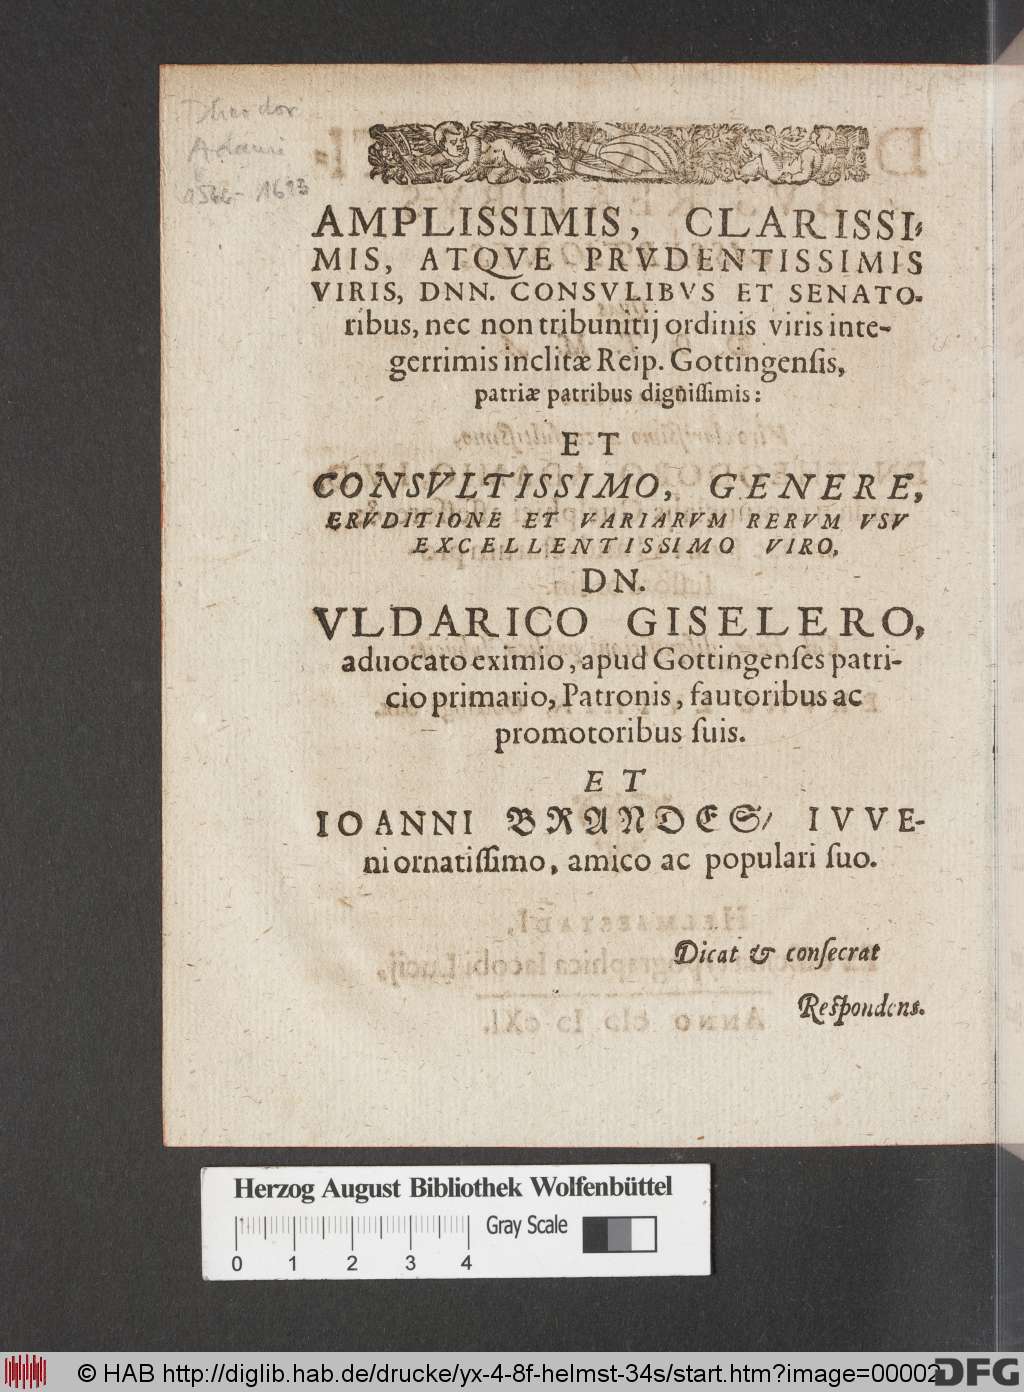 Theodor
Adami
1566-1613
AMPLISSIMIS, CLARISSI-
MIS, ATQVE PRVDENTISSIMIS
VIRIS, DNN. CONSVLIBVS ET SENATO-
ribus, nec non tribunitij ordinis viris inte-
gerrimis inclitæ Reip. Gottingenſis,
patriæ patribus digniſſimis:
ET
CONSVLTISSIMO, GENERE,
ERVDITIONE ET VARIARVM RERVM VSV
EXCELLENTISSIMO VIRO,
DN.
VLDARICO GISELERO,
aduocato eximio, apud Gottingenſes patri-
cio primario, Patronis, fautoribus ac
promotoribus ſuis.
ET
IOANNI BRANDES/ IVVE-
ni ornatiſſimo, amico ac populari ſuo.
Dicat & conſecrat
Reſpondens.
Herzog August Bibliothek Wolfenbüttel
Gray Scale
0 1 2 3 4
© HAB http://diglib.hab.de/drucke/yx-4-8f-helmst-34s/start.htm?image=00002
DFG